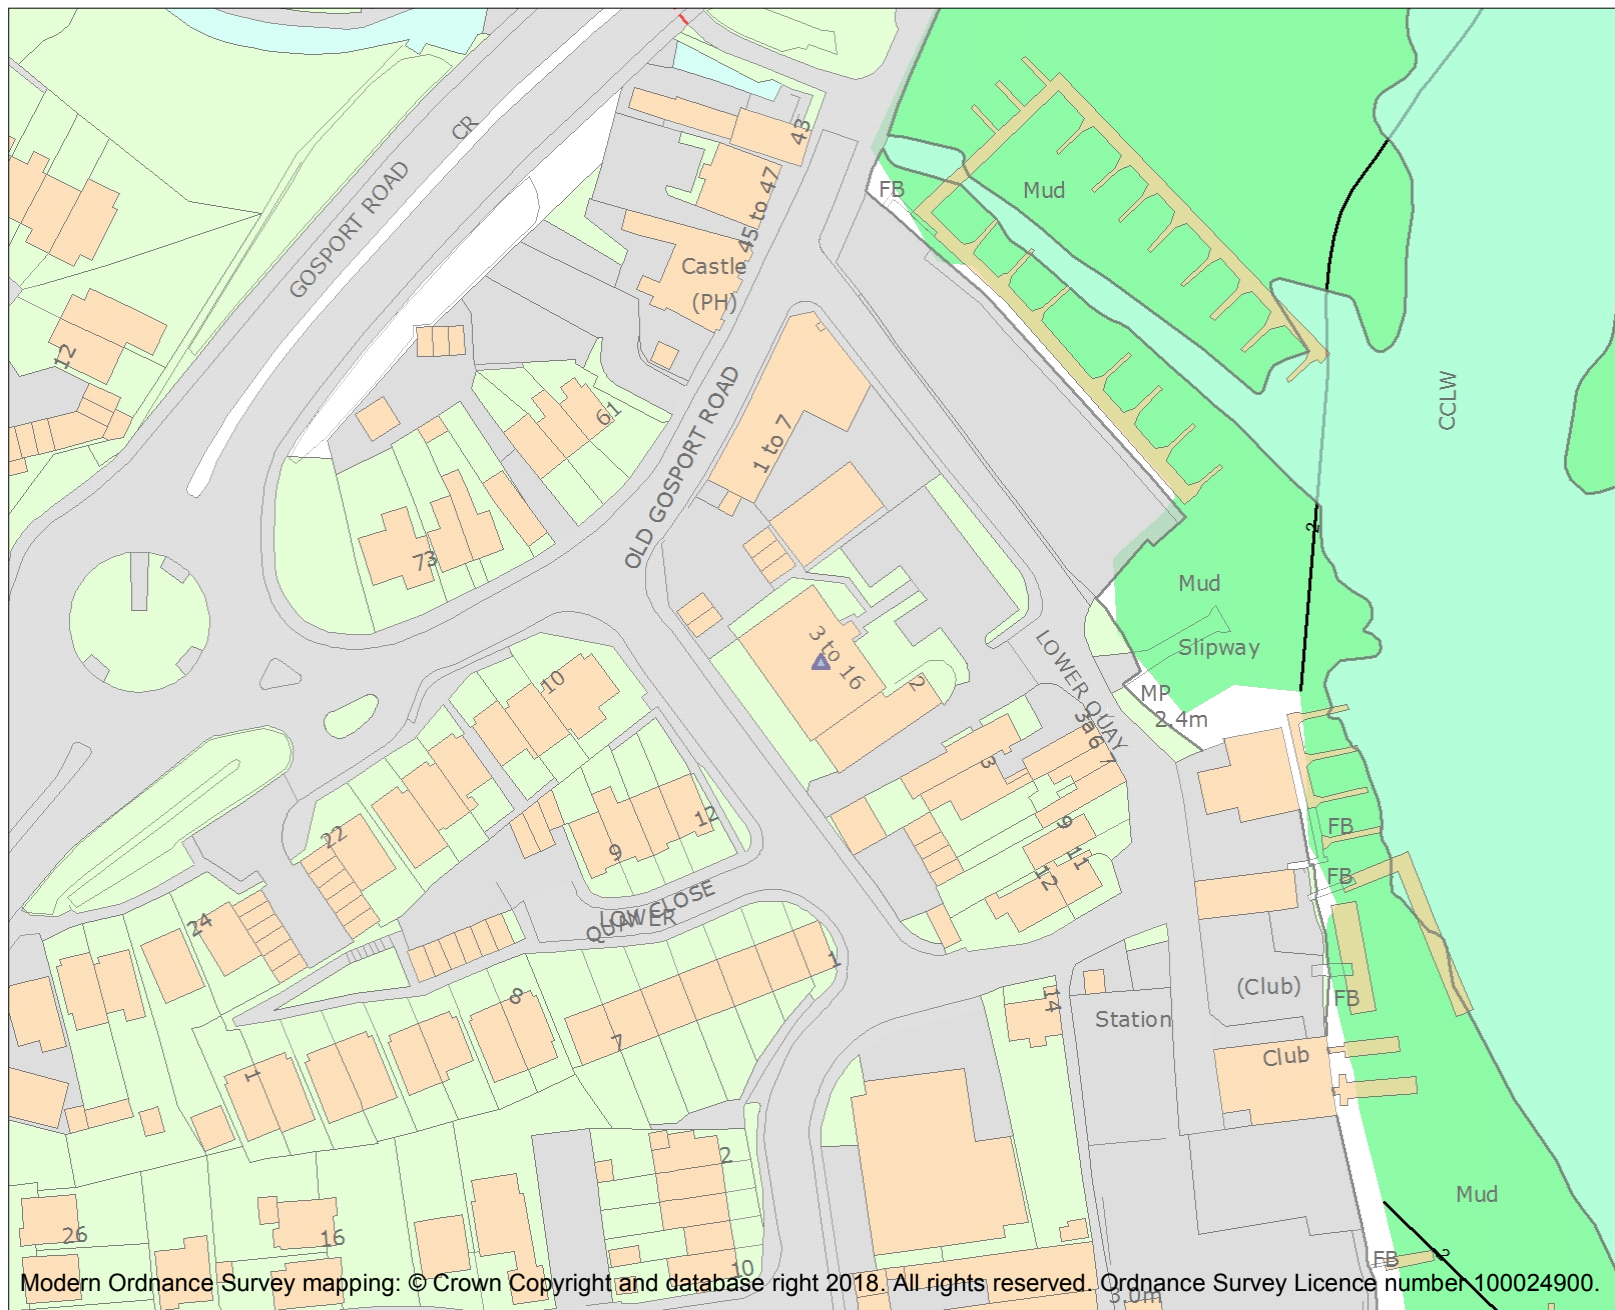 43
CR
GOSPORT ROAD
45 to 47
FB
Mud
Castle
(PH)
12
CCLW
61
1 to 7
OLD GOSPORT ROAD
73
2
Mud
3 to 16
Slipway
LOWER QUAY
10
2
MP
2.4m
3a6
7
3
22
12
9
9
FB
11
12
FB
LOWER
QUAY CLOSE
24
1
(Club)
8
14
FB
Station
7
Club
1
2
Mud
26
16
10
FB
2
Modern Ordnance Survey mapping: © Crown Copyright and database right 2018. All rights reserved. Ordnance Survey Licence number 100024900.
3.0m